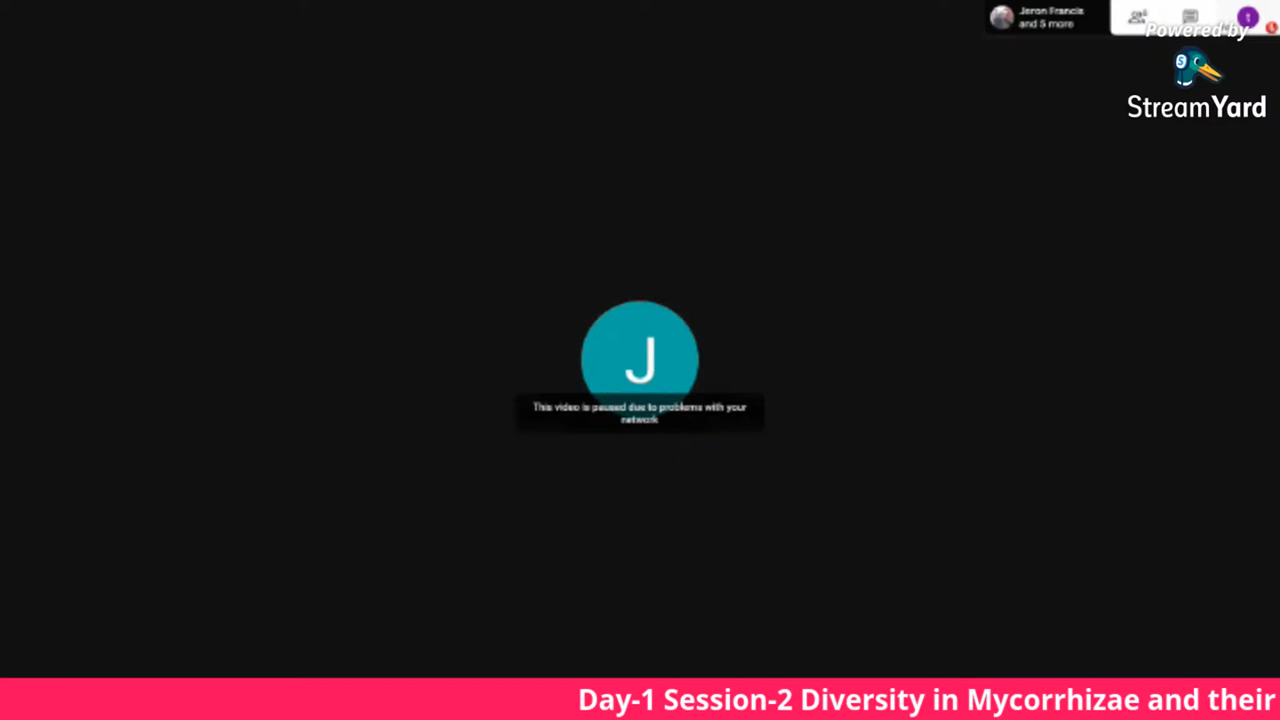 Jeron Francis
and 5 more
t
Powered by
S
StreamYard
J
This video is paused due to problems with your
network
Day-1 Session-2 Diversity in Mycorrhizae and their